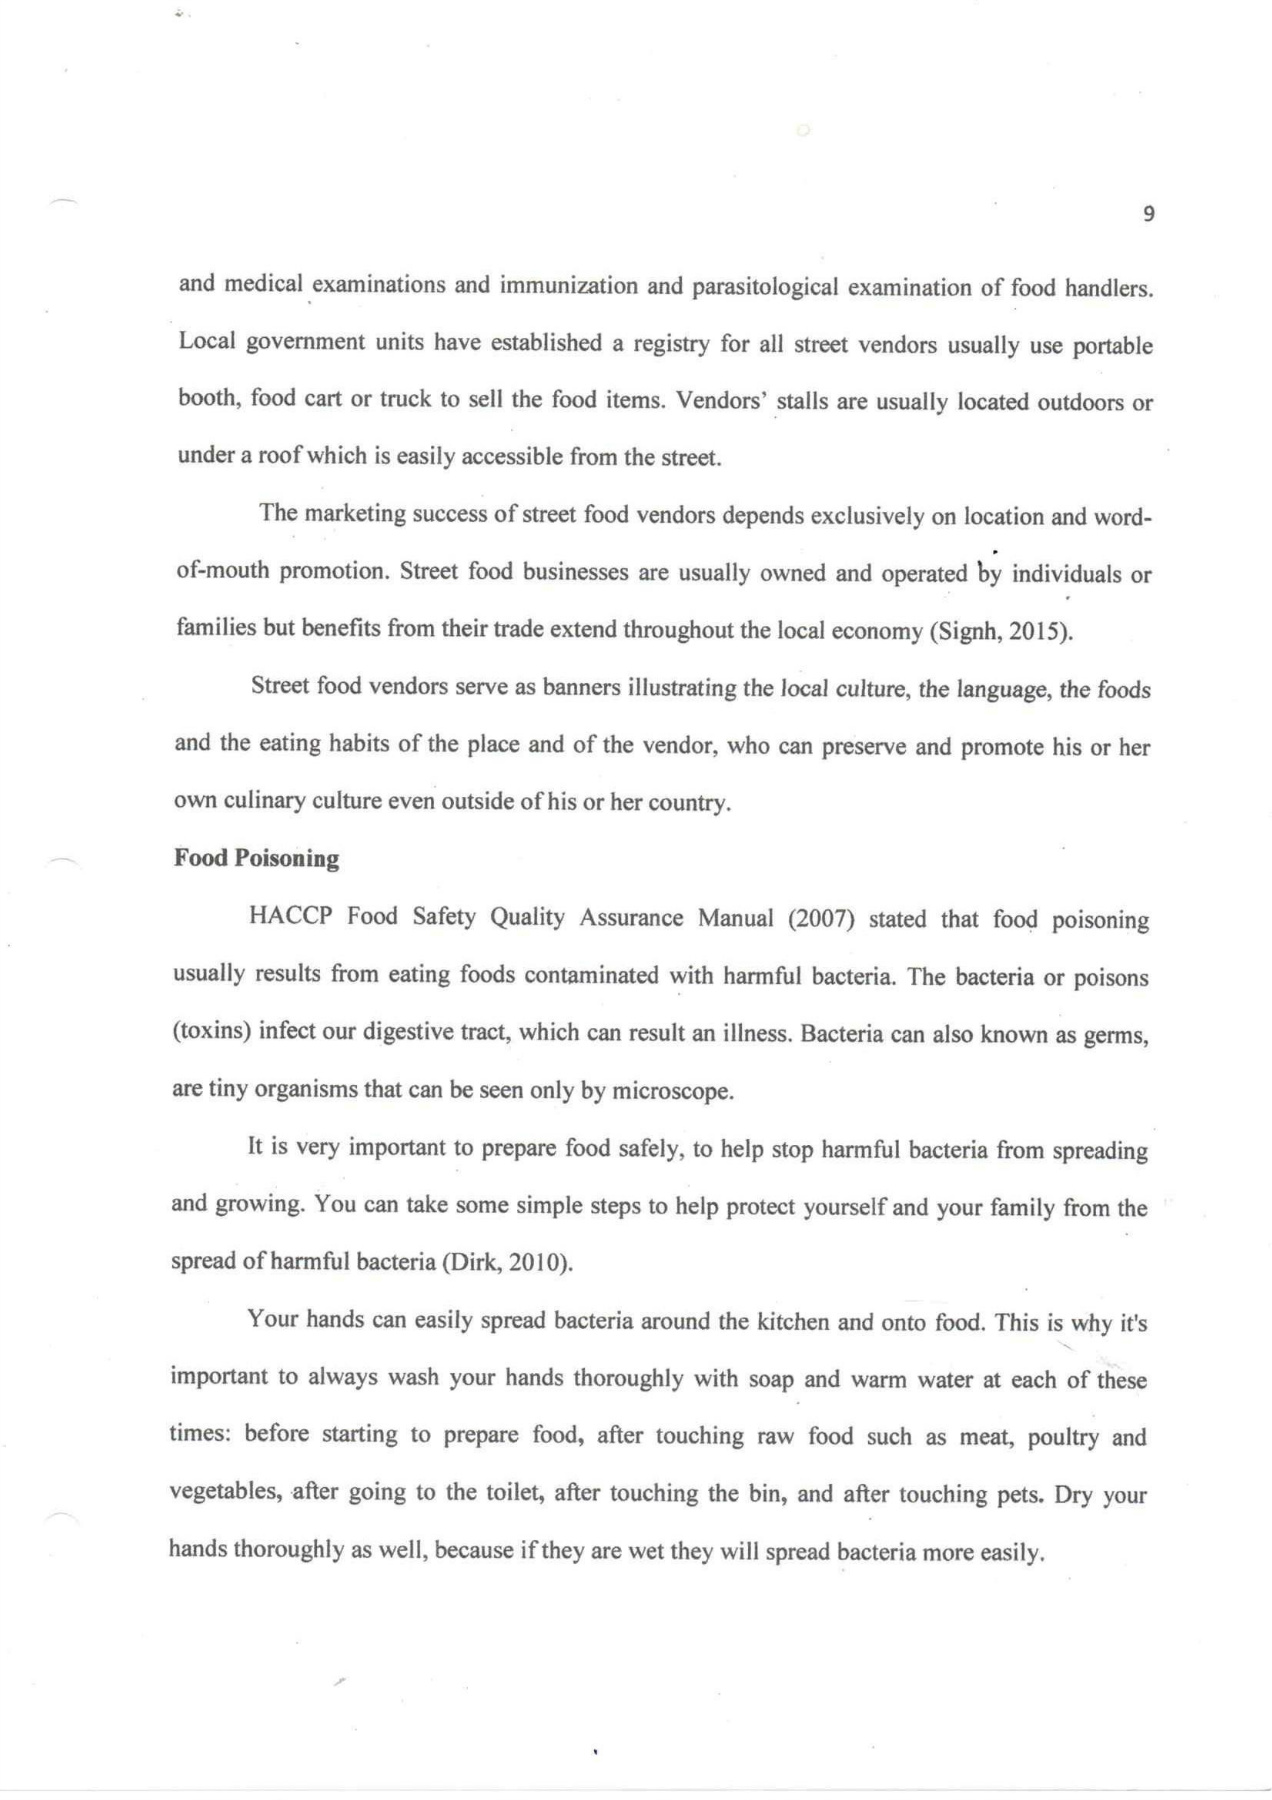 9
and medical examinations and immunization and parasitological examination of food handlers.
Local government units have established a registry for all street vendors usually use portable
booth, food cart or truck to sell the food items. Vendors' stalls are usually located outdoors or
under a roof which is easily accessible from the street.
The marketing success of street food vendors depends exclusively on location and word-
of-mouth promotion. Street food businesses are usually owned and operated by individuals or
families but benefits from their trade extend throughout the local economy (Signh, 2015).
Street food vendors serve as banners illustrating the local culture, the language, the foods
and the eating habits of the place and of the vendor, who can preserve and promote his or her
own culinary culture even outside of his or her country.
Food Poisoning
HACCP Food Safety Quality Assurance Manual (2007) stated that food poisoning
usually results from eating foods contaminated with harmful bacteria. The bacteria or poisons
(toxins) infect our digestive tract, which can result an illness. Bacteria can also known as germs,
are tiny organisms that can be seen only by microscope.
It is very important to prepare food safely, to help stop harmful bacteria from spreading
and growing. You can take some simple steps to help protect yourself and your family from the
spread of harmful bacteria (Dirk, 2010).
Your hands can easily spread bacteria around the kitchen and onto food. This is why it's
important to always wash your hands thoroughly with soap and warm water at each of these
times: before starting to prepare food, after touching raw food such as meat, poultry and
vegetables, after going to the toilet, after touching the bin, and after touching pets. Dry your
hands thoroughly as well, because if they are wet they will spread bacteria more easily.